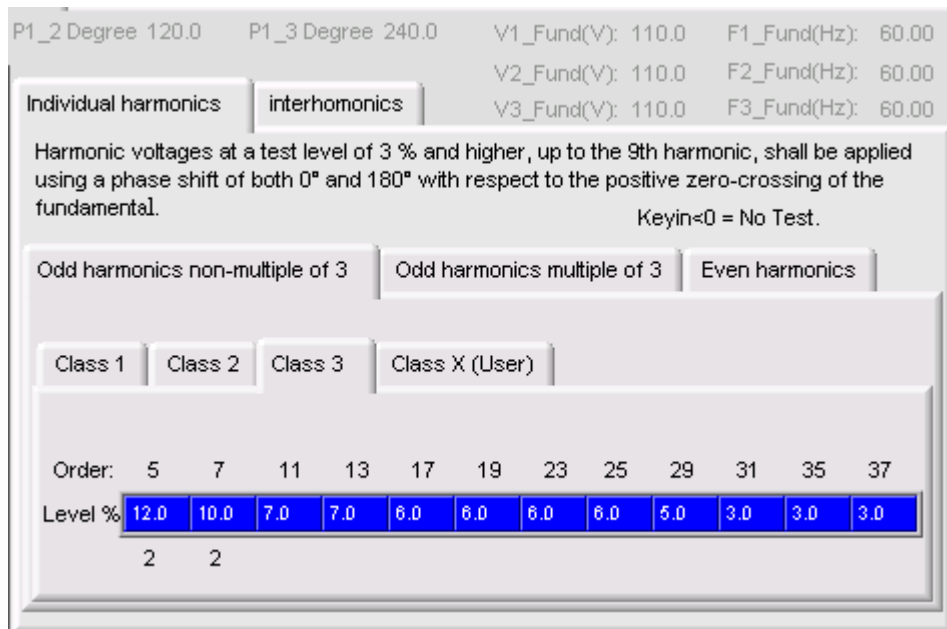 P1_2 Degree 120.0 P1_3 Degree 240.0 V1_Fund(V): 110.0 F1_Fund(Hz): 60.00
V2_Fund(V): 110.0 F2_Fund(Hz): 60.00
V3_Fund(V): 110.0 F3_Fund(Hz): 60.00
Individual harmonics interhomonics
Harmonic voltages at a test level of 3 % and higher, up to the 9th harmonic, shall be applied
using a phase shift of both 0° and 180° with respect to the positive zero-crossing of the
fundamental.
Keyin<0 = No Test.
Odd harmonics non-multiple of 3 Odd harmonics multiple of 3 Even harmonics
Class 1 Class 2 Class 3 Class X (User)
Order: 5 7 11 13 17 19 23 25 29 31 35 37
Level % 12.0 10.0 7.0 7.0 6.0 6.0 6.0 6.0 5.0 3.0 3.0 3.0
2 2